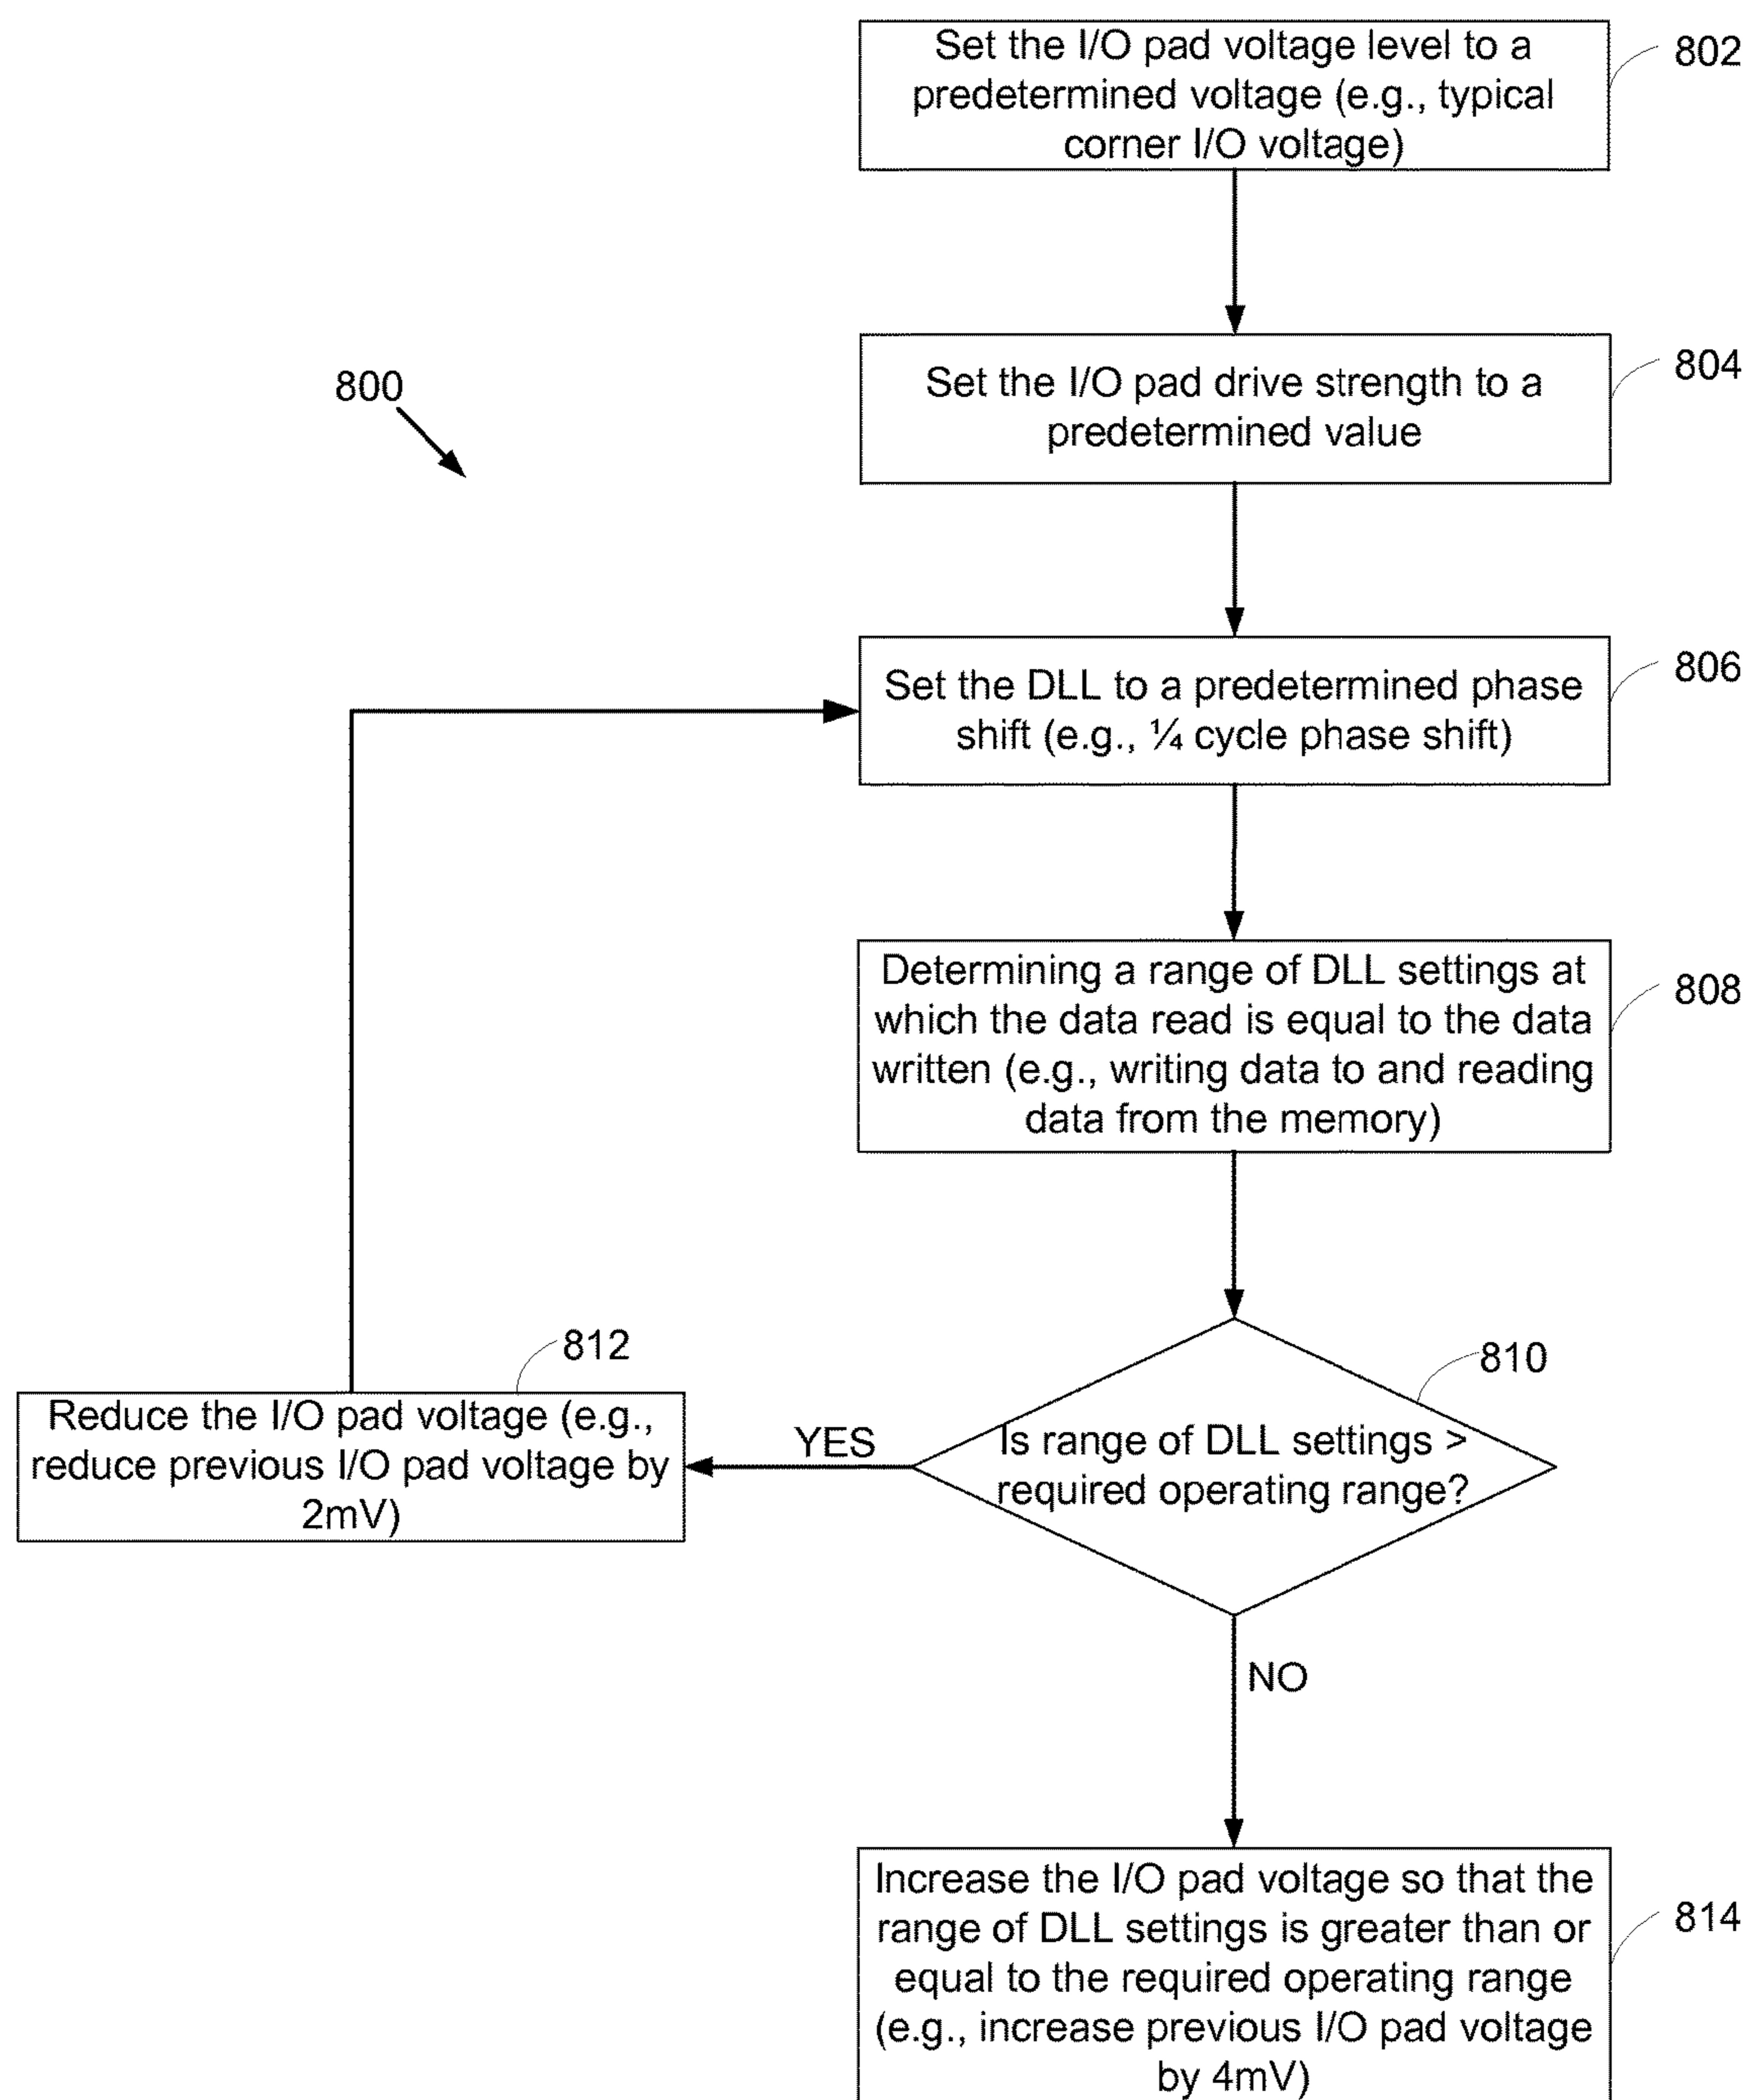 Set the I/O pad voltage level to a
predetermined voltage (e.g., typical
corner I/O voltage)
802
800
Set the I/O pad drive strength to a
predetermined value
804
Set the DLL to a predetermined phase
shift (e.g., ¼ cycle phase shift)
806
Determining a range of DLL settings at
which the data read is equal to the data
written (e.g., writing data to and reading
data from the memory)
808
812
Reduce the I/O pad voltage (e.g.,
reduce previous I/O pad voltage by
2mV)
YES
810
Is range of DLL settings >
required operating range?
NO
Increase the I/O pad voltage so that the
range of DLL settings is greater than or
equal to the required operating range
(e.g., increase previous I/O pad voltage
by 4mV)
814